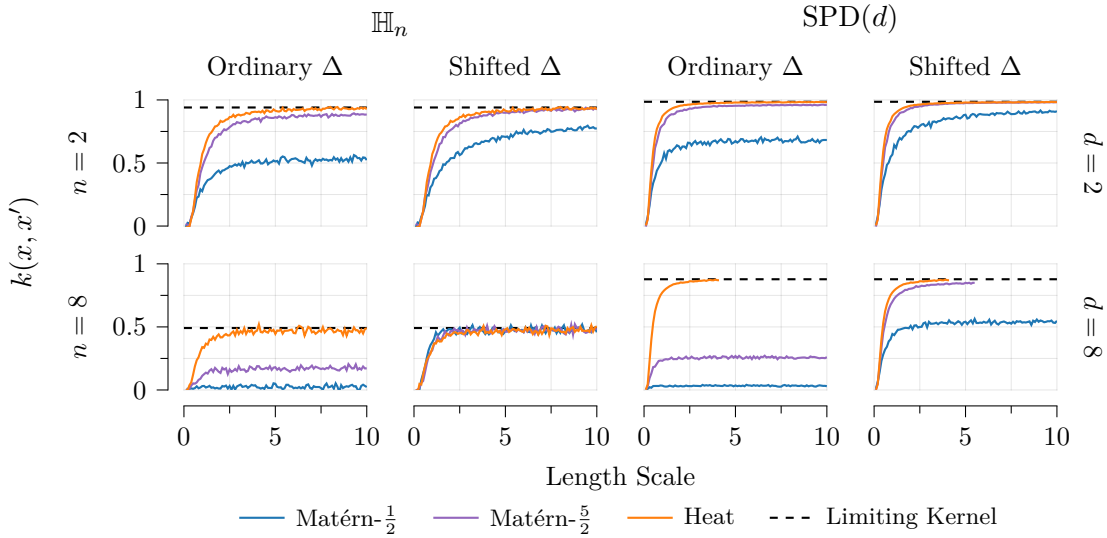 ℍₙ SPD(d)
Ordinary Δ Shifted Δ Ordinary Δ Shifted Δ
k(x, x′)
n = 2
1
0.5
0
d = 2
n = 8
1
0.5
0
d = 8
0 5 10 0 5 10 0 5 10 0 5 10
Length Scale
Matérn-½ Matérn-5/2 Heat Limiting Kernel